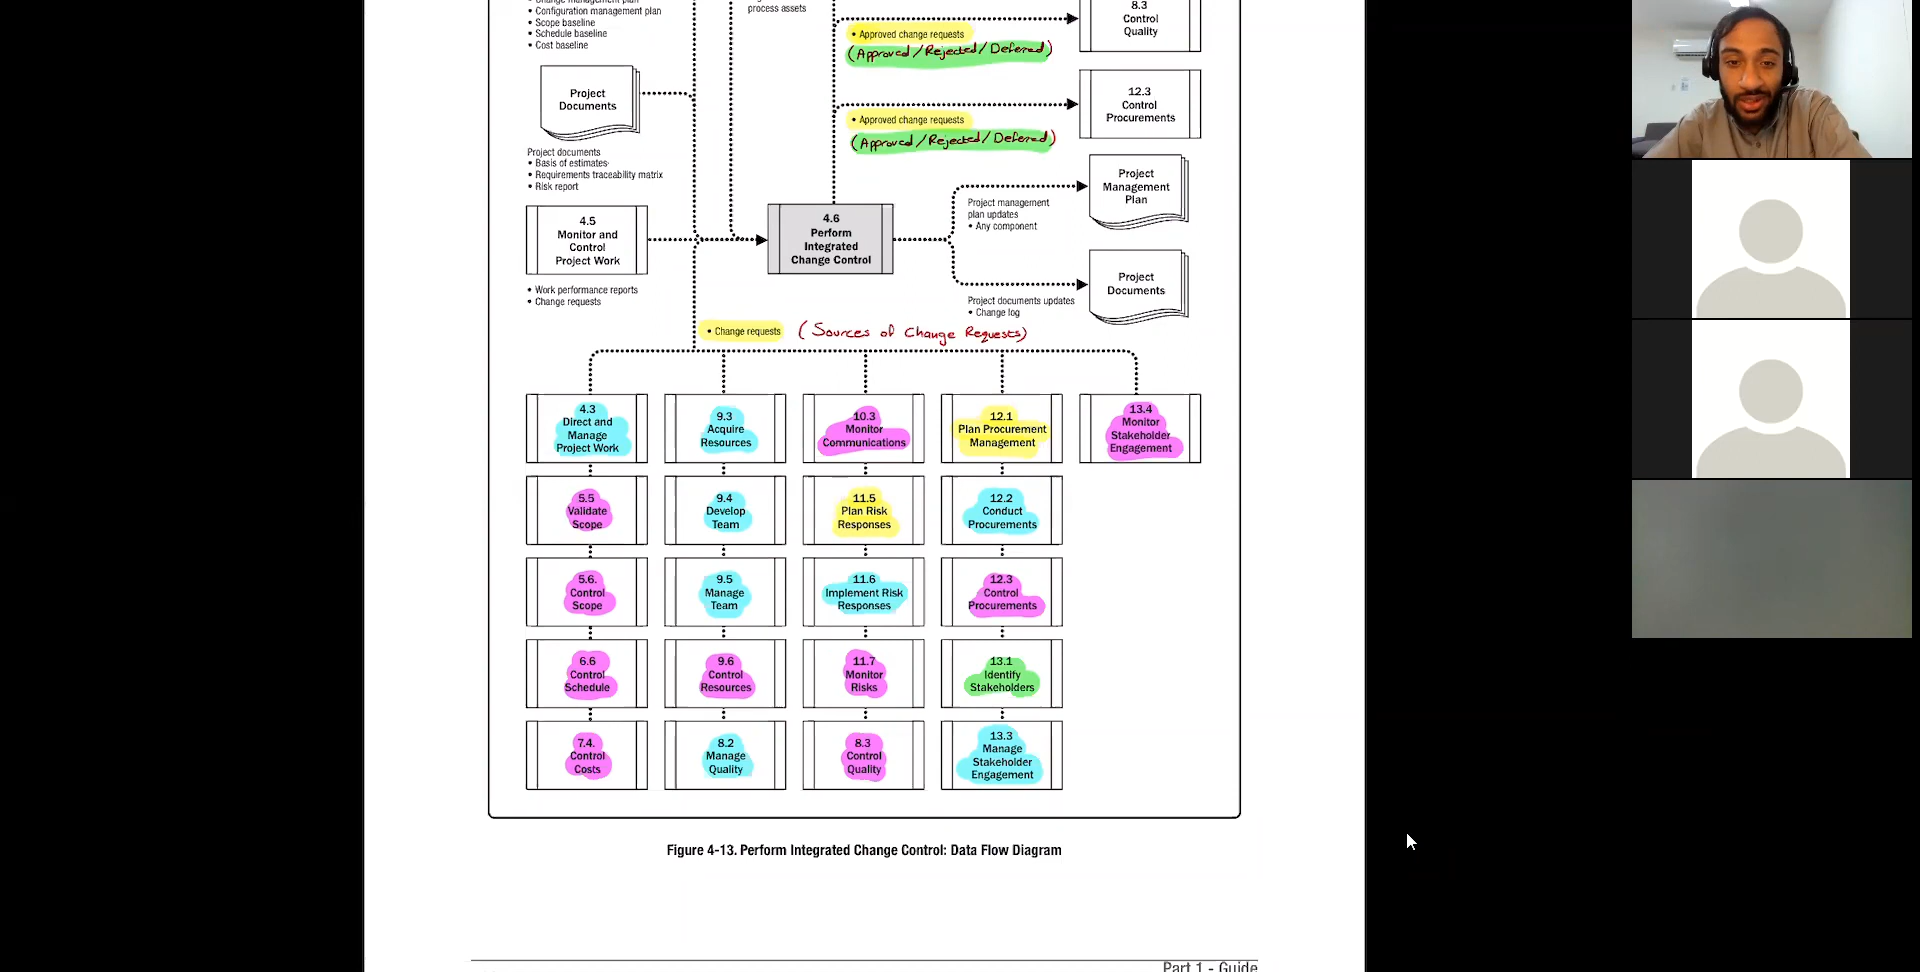 • Change management plan
• Configuration management plan
• Scope baseline
• Schedule baseline
• Cost baseline
process assets
8.3
Control
Quality
• Approved change requests
(Approved/Rejected/Deferred)
Project
Documents
12.3
Control
Procurements
• Approved change requests
(Approved/Rejected/Deferred)
Project documents
• Basis of estimates
• Requirements traceability matrix
• Risk report
Project
Management
Plan
4.5
Monitor and
Control
Project Work
4.6
Perform
Integrated
Change Control
Project management
plan updates
• Any component
Project
Documents
• Work performance reports
• Change requests
Project documents updates
• Change log
• Change requests
(Sources of Change Requests)
4.3
Direct and
Manage
Project Work
9.3
Acquire
Resources
10.3
Monitor
Communications
12.1
Plan Procurement
Management
13.4
Monitor
Stakeholder
Engagement
5.5
Validate
Scope
9.4
Develop
Team
11.5
Plan Risk
Responses
12.2
Conduct
Procurements
5.6.
Control
Scope
9.5
Manage
Team
11.6
Implement Risk
Responses
12.3
Control
Procurements
6.6
Control
Schedule
9.6
Control
Resources
11.7
Monitor
Risks
13.1
Identify
Stakeholders
7.4.
Control
Costs
8.2
Manage
Quality
8.3
Control
Quality
13.3
Manage
Stakeholder
Engagement
Figure 4-13. Perform Integrated Change Control: Data Flow Diagram
Part 1 - Guide